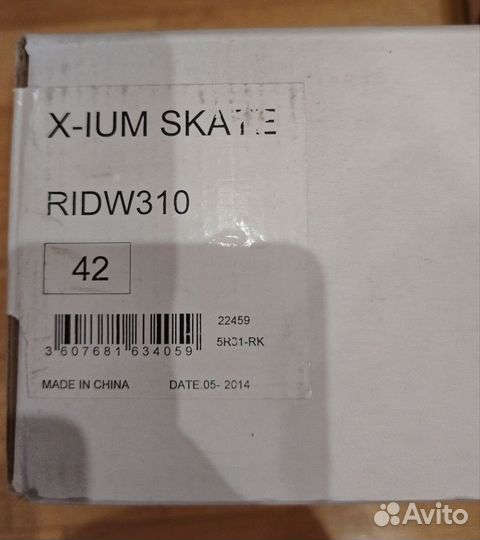 X-IUM SKATE
RIDW310
42
22459
3 607681 634059
5R01-RK
MADE IN CHINA DATE.05- 2014
Avito